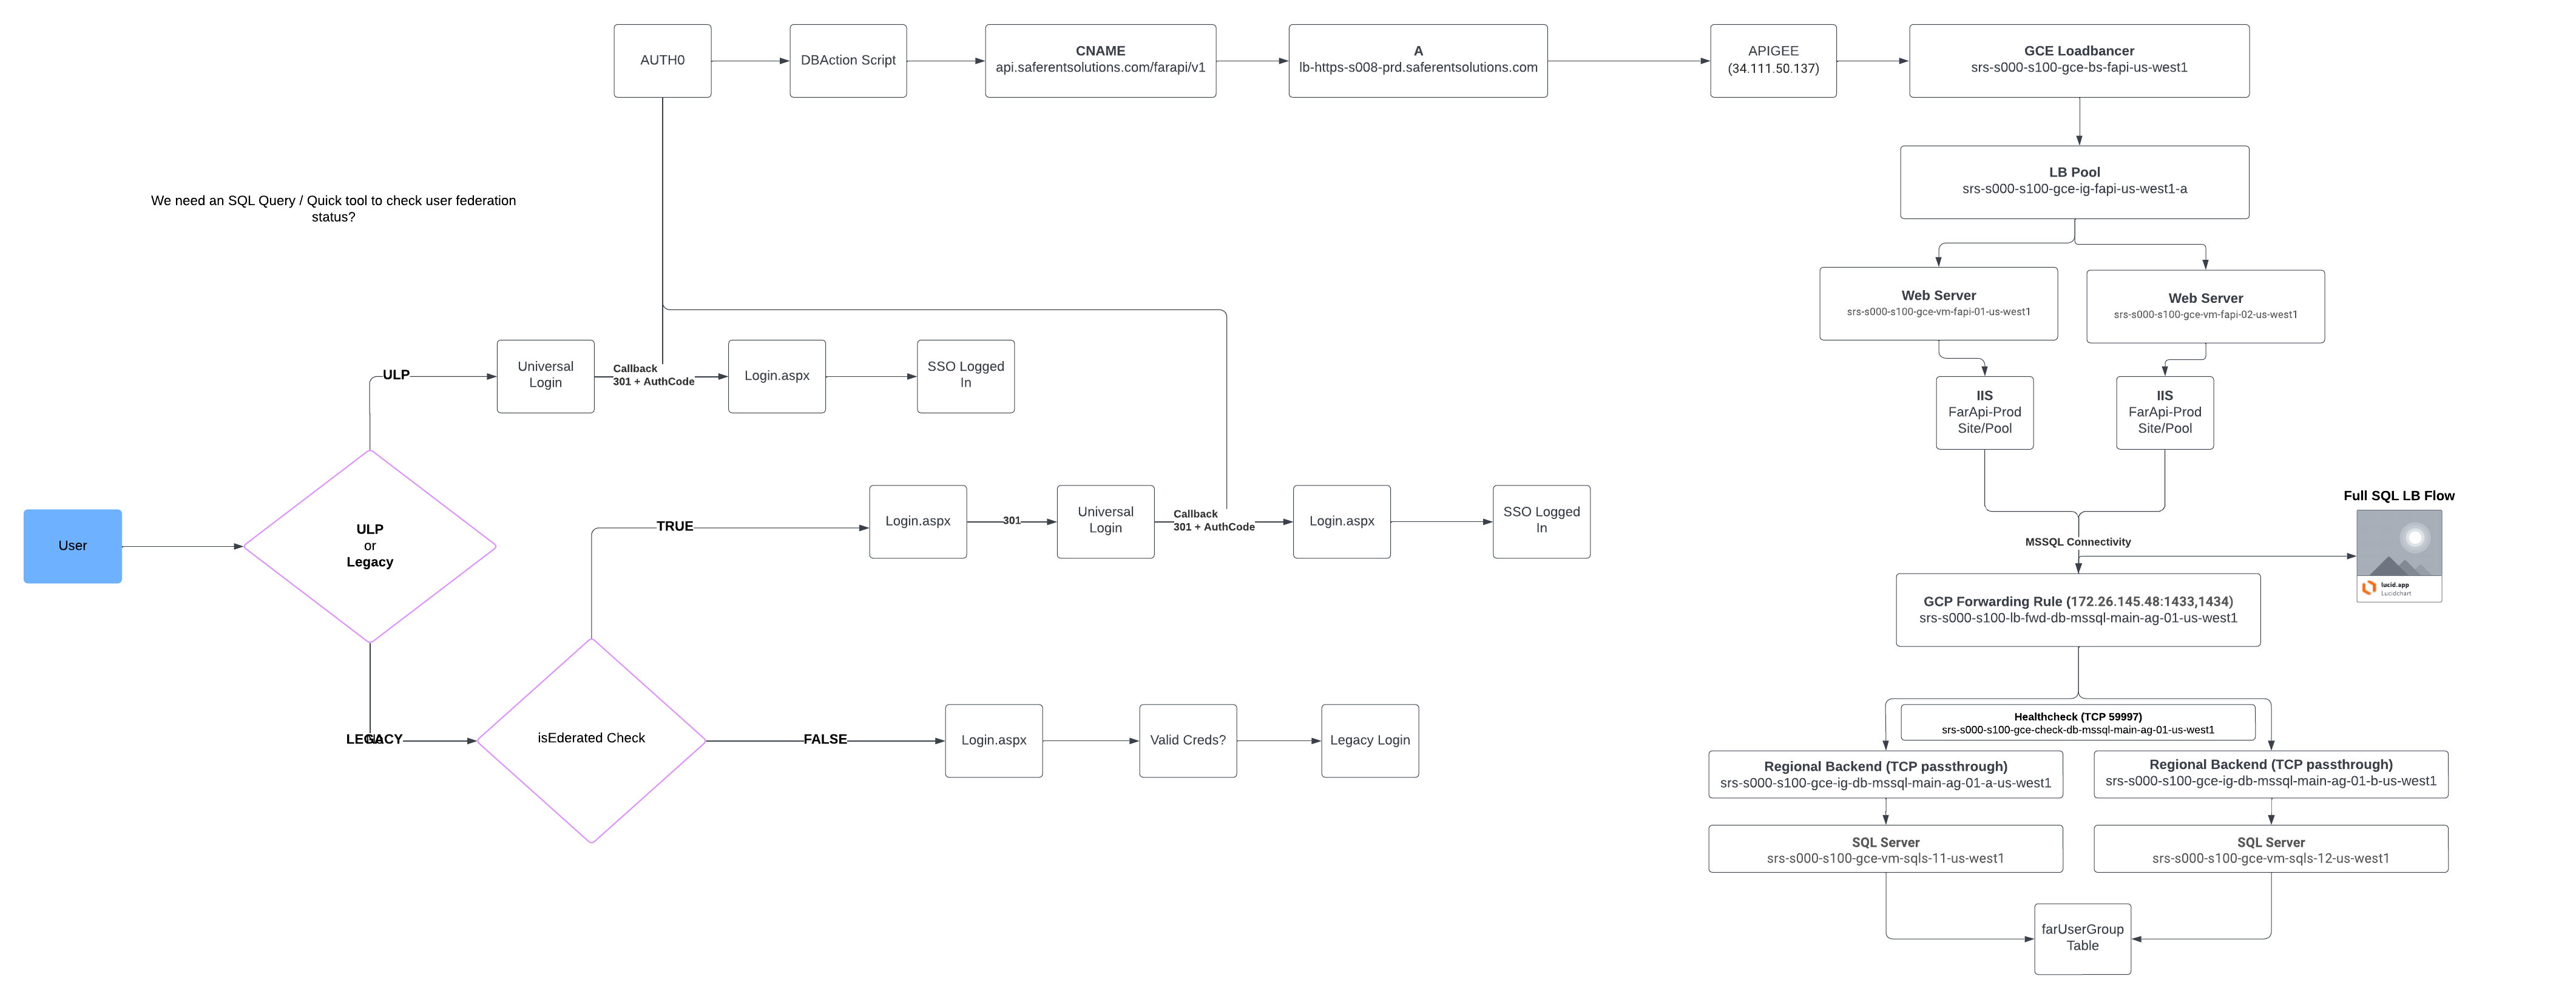 AUTH0
DBAction Script
CNAME
api.saferentsolutions.com/farapi/v1
A
lb-https-s008-prd.saferentsolutions.com
APIGEE
(34.111.50.137)
GCE Loadbancer
srs-s000-s100-gce-bs-fapi-us-west1
LB Pool
srs-s000-s100-gce-ig-fapi-us-west1-a
We need an SQL Query / Quick tool to check user federation
status?
Web Server
srs-s000-s100-gce-vm-fapi-01-us-west1
Web Server
srs-s000-s100-gce-vm-fapi-02-us-west1
ULP
Universal
Login
Callback
301 + AuthCode
Login.aspx
SSO Logged
In
IIS
FarApi-Prod
Site/Pool
IIS
FarApi-Prod
Site/Pool
User
ULP
or
Legacy
TRUE
Login.aspx
301
Universal
Login
Callback
301 + AuthCode
Login.aspx
SSO Logged
In
Full SQL LB Flow
lucid.app
Lucidchart
MSSQL Connectivity
GCP Forwarding Rule (172.26.145.48:1433,1434)
srs-s000-s100-lb-fwd-db-mssql-main-ag-01-us-west1
LEGACY
isEderated Check
FALSE
Login.aspx
Valid Creds?
Legacy Login
Healthcheck (TCP 59997)
srs-s000-s100-gce-check-db-mssql-main-ag-01-us-west1
Regional Backend (TCP passthrough)
srs-s000-s100-gce-ig-db-mssql-main-ag-01-a-us-west1
Regional Backend (TCP passthrough)
srs-s000-s100-gce-ig-db-mssql-main-ag-01-b-us-west1
SQL Server
srs-s000-s100-gce-vm-sqls-11-us-west1
SQL Server
srs-s000-s100-gce-vm-sqls-12-us-west1
farUserGroup
Table